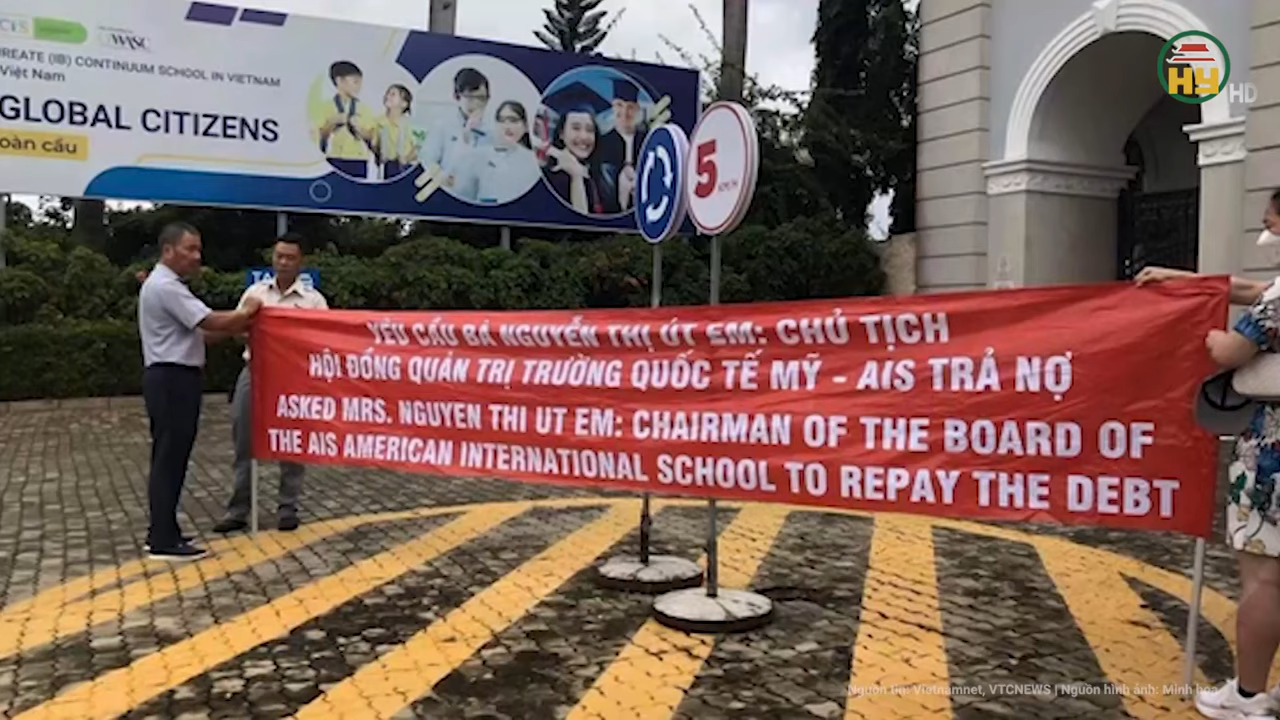 WASC
REATE (IB) CONTINUUM SCHOOL IN VIETNAM
Việt Nam
GLOBAL CITIZENS
oàn cầu
HY HD
5
KM/H
YÊU CẦU BÀ NGUYỄN THỊ ÚT EM: CHỦ TỊCH
HỘI ĐỒNG QUẢN TRỊ TRƯỜNG QUỐC TẾ MỸ - AIS TRẢ NỢ
ASKED MRS. NGUYEN THI UT EM: CHAIRMAN OF THE BOARD OF
THE AIS AMERICAN INTERNATIONAL SCHOOL TO REPAY THE DEBT
Nguồn tin: Vietnamnet, VTCNEWS | Nguồn hình ảnh: Minh họa